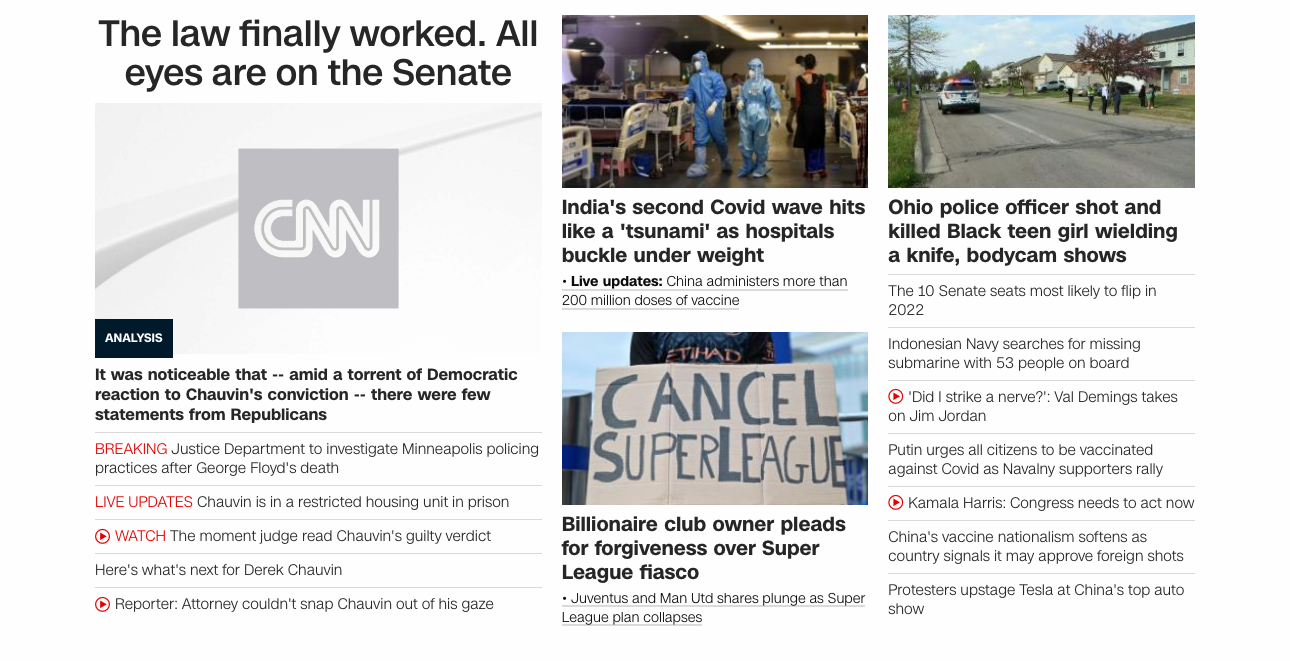 The law finally worked. All
eyes are on the Senate
CNN
ANALYSIS
It was noticeable that -- amid a torrent of Democratic
reaction to Chauvin's conviction -- there were few
statements from Republicans
BREAKING Justice Department to investigate Minneapolis policing
practices after George Floyd's death
LIVE UPDATES Chauvin is in a restricted housing unit in prison
WATCH The moment judge read Chauvin's guilty verdict
Here's what's next for Derek Chauvin
Reporter: Attorney couldn't snap Chauvin out of his gaze
India's second Covid wave hits
like a 'tsunami' as hospitals
buckle under weight
• Live updates: China administers more than
200 million doses of vaccine
ETIHAD
CANCEL
SUPERLEAGUE
Billionaire club owner pleads
for forgiveness over Super
League fiasco
• Juventus and Man Utd shares plunge as Super
League plan collapses
Ohio police officer shot and
killed Black teen girl wielding
a knife, bodycam shows
The 10 Senate seats most likely to flip in
2022
Indonesian Navy searches for missing
submarine with 53 people on board
'Did I strike a nerve?': Val Demings takes
on Jim Jordan
Putin urges all citizens to be vaccinated
against Covid as Navalny supporters rally
Kamala Harris: Congress needs to act now
China's vaccine nationalism softens as
country signals it may approve foreign shots
Protesters upstage Tesla at China's top auto
show